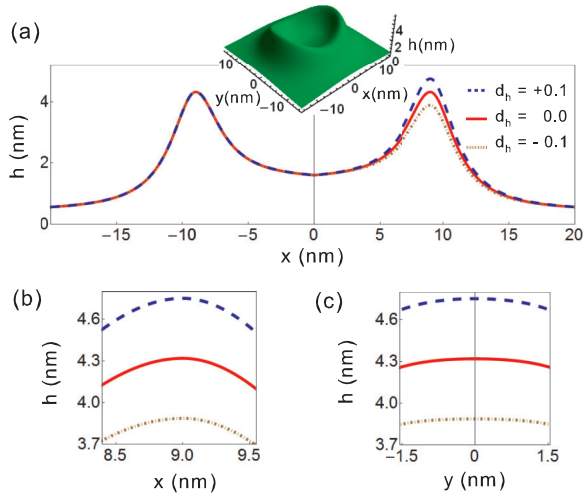 (a)
4
2
0
h(nm)
10
0
−10
y(nm)
10
0
−10
x(nm)
d_h = +0.1
d_h = 0.0
d_h = - 0.1
4
2
0
h (nm)
−15 −10 −5 0 5 10 15 20
x (nm)
(b)
4.6
4.3
4.0
3.7
h (nm)
8.5 9.0 9.5
x (nm)
(c)
4.6
4.3
4.0
3.7
h (nm)
−1.5 0 1.5
y (nm)